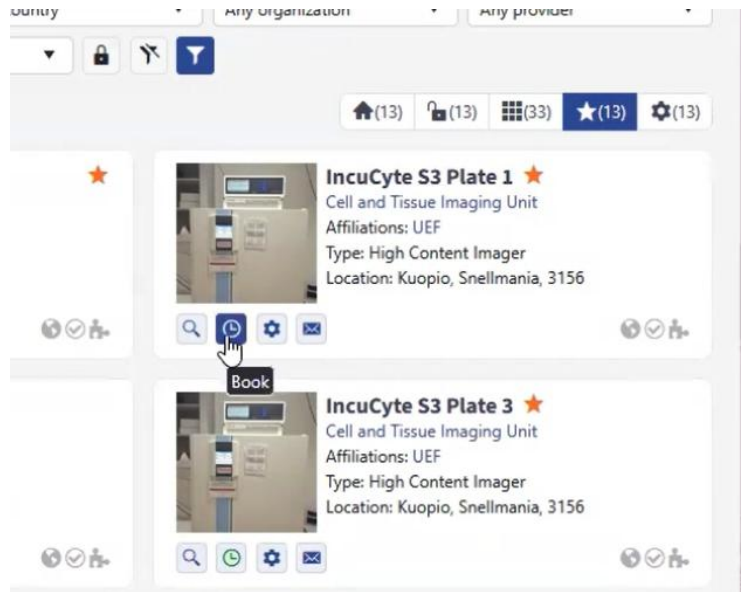 ountry
Any organization
Any provider
(13)
(13)
(33)
(13)
(13)
IncuCyte S3 Plate 1
Cell and Tissue Imaging Unit
Affiliations: UEF
Type: High Content Imager
Location: Kuopio, Snellmania, 3156
Book
IncuCyte S3 Plate 3
Cell and Tissue Imaging Unit
Affiliations: UEF
Type: High Content Imager
Location: Kuopio, Snellmania, 3156